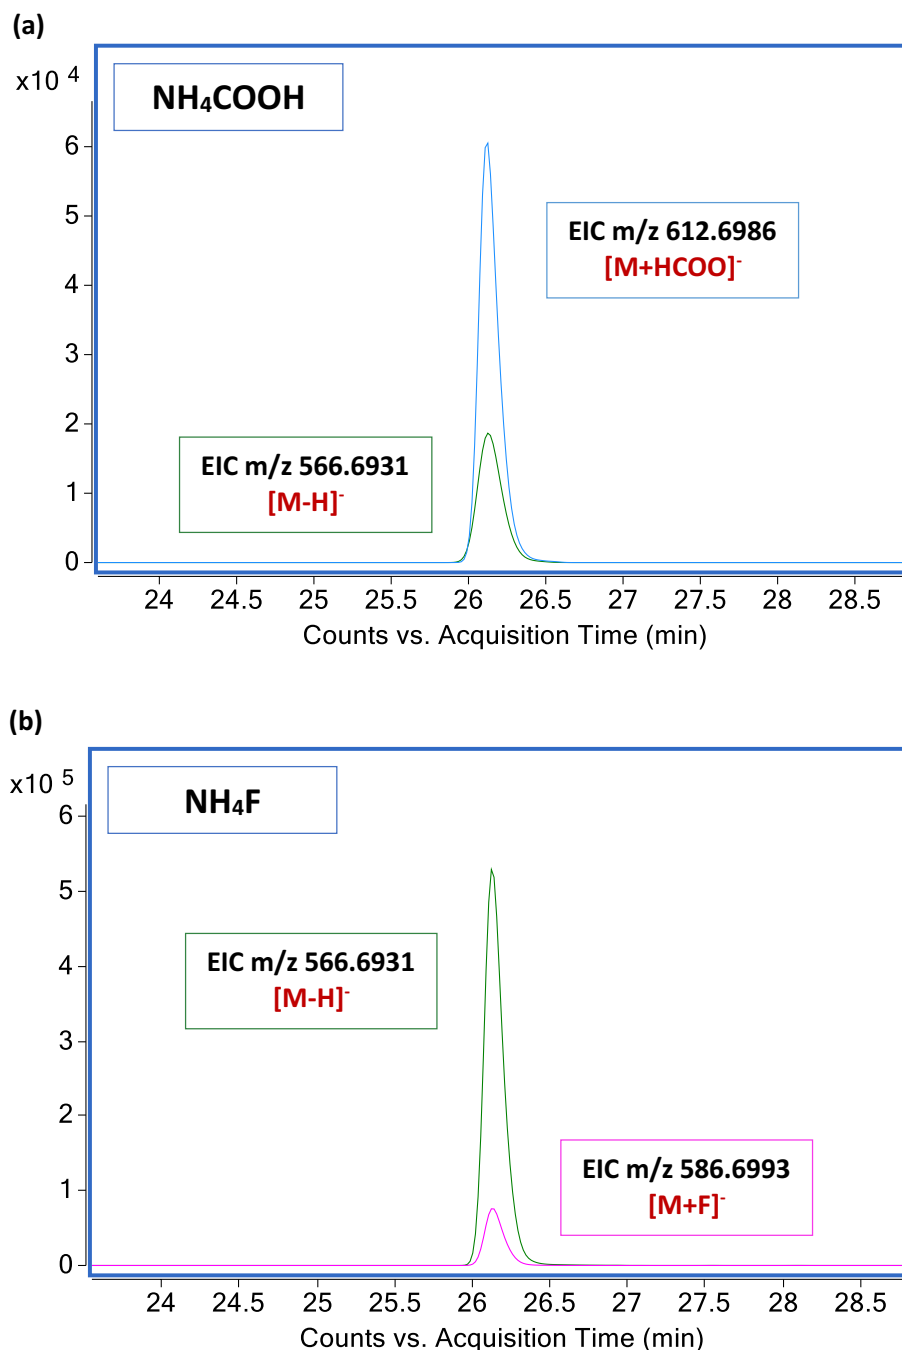 (a)
x10 4
NH₄COOH
6
5
EIC m/z 612.6986
[M+HCOO]⁻
4
3
2
EIC m/z 566.6931
[M-H]⁻
1
0
24 24.5 25 25.5 26 26.5 27 27.5 28 28.5
Counts vs. Acquisition Time (min)
(b)
x10 5
NH₄F
6
5
EIC m/z 566.6931
[M-H]⁻
4
3
2
EIC m/z 586.6993
[M+F]⁻
1
0
24 24.5 25 25.5 26 26.5 27 27.5 28 28.5
Counts vs. Acquisition Time (min)